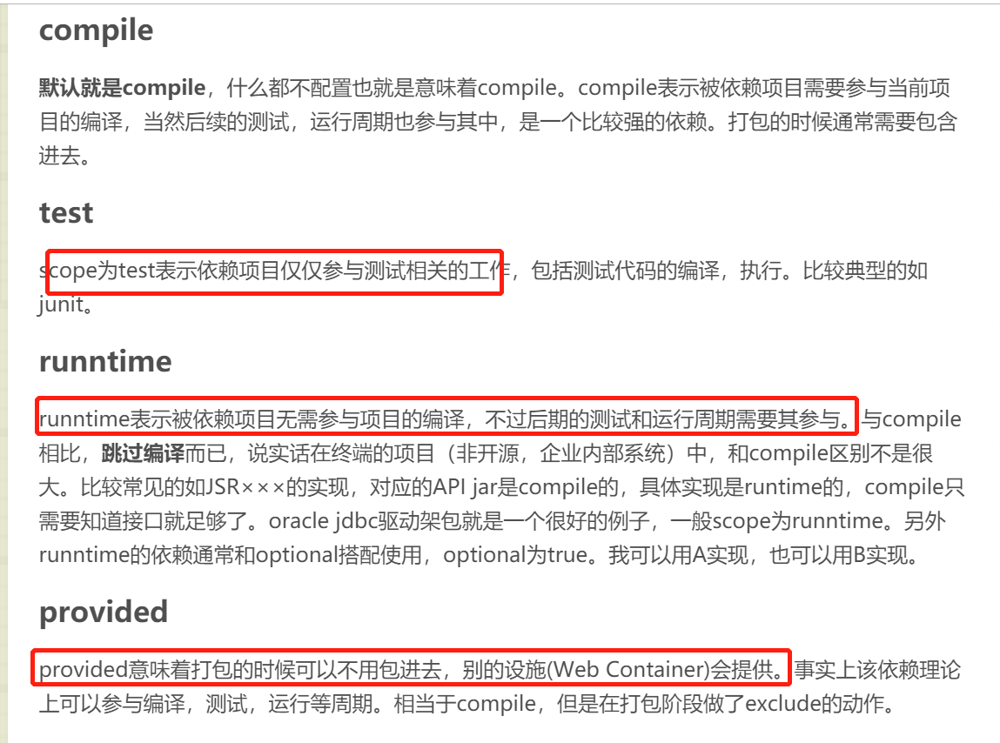 compile
默认就是compile，什么都不配置也就是意味着compile。compile表示被依赖项目需要参与当前项
目的编译，当然后续的测试，运行周期也参与其中，是一个比较强的依赖。打包的时候通常需要包含
进去。
test
scope为test表示依赖项目仅仅参与测试相关的工作，包括测试代码的编译，执行。比较典型的如
junit。
runntime
runntime表示被依赖项目无需参与项目的编译，不过后期的测试和运行周期需要其参与。与compile
相比，跳过编译而已，说实话在终端的项目（非开源，企业内部系统）中，和compile区别不是很
大。比较常见的如JSR×××的实现，对应的API jar是compile的，具体实现是runtime的，compile只
需要知道接口就足够了。oracle jdbc驱动架包就是一个很好的例子，一般scope为runntime。另外
runntime的依赖通常和optional搭配使用，optional为true。我可以用A实现，也可以用B实现。
provided
provided意味着打包的时候可以不用包进去，别的设施(Web Container)会提供。事实上该依赖理论
上可以参与编译，测试，运行等周期。相当于compile，但是在打包阶段做了exclude的动作。